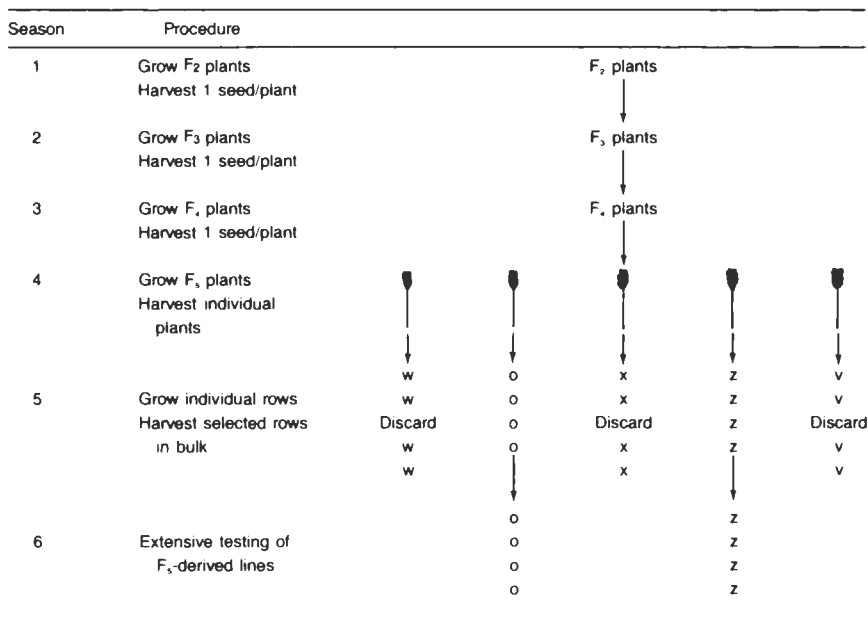 Season Procedure
1 Grow F2 plants F₂ plants
Harvest 1 seed/plant
2 Grow F3 plants F₃ plants
Harvest 1 seed/plant
3 Grow F₄ plants F₄ plants
Harvest 1 seed/plant
4 Grow F₅ plants
Harvest individual
plants
w o x z v
5 Grow individual rows w o x z v
Harvest selected rows Discard o Discard z Discard
in bulk w o x z v
w x v
o z
6 Extensive testing of o z
F₅-derived lines o z
o z